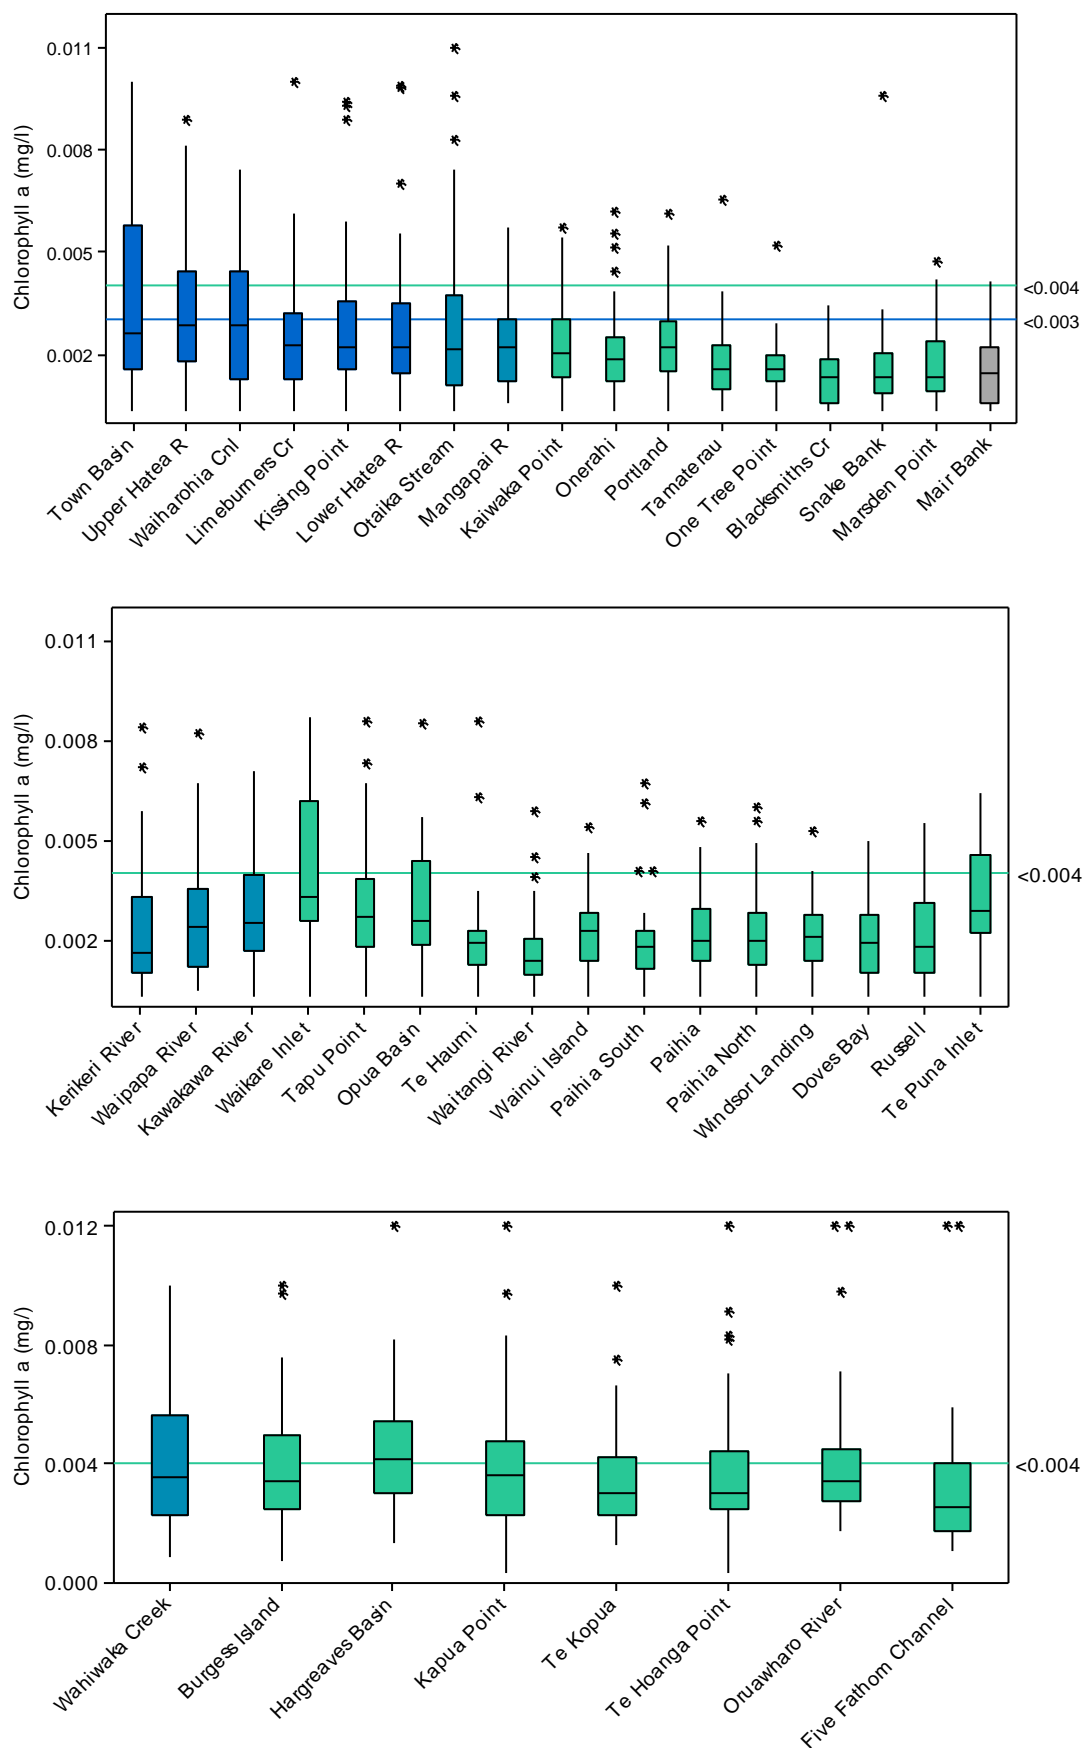 Chlorophyll a (mg/l)
0.011
0.008
0.005
0.002
<0.004
<0.003
Town Basin
Upper Hatea R
Waiharohia Cnl
Limeburners Cr
Kissing Point
Lower Hatea R
Otaika Stream
Mangapai R
Kaiwaka Point
Onerahi
Portland
Tamaterau
One Tree Point
Blacksmiths Cr
Snake Bank
Marsden Point
Mair Bank
Chlorophyll a (mg/l)
0.011
0.008
0.005
0.002
<0.004
Kerikeri River
Waipapa River
Kawakawa River
Waikare Inlet
Tapu Point
Opua Basin
Te Haumi
Waitangi River
Wainui Island
Paihia South
Paihia
Paihia North
Windsor Landing
Doves Bay
Russell
Te Puna Inlet
Chlorophyll a (mg/)
0.012
0.008
0.004
0.000
<0.004
Wahiwaka Creek
Burgess Island
Hargreaves Basin
Kapua Point
Te Kopua
Te Hoanga Point
Oruawharo River
Five Fathom Channel